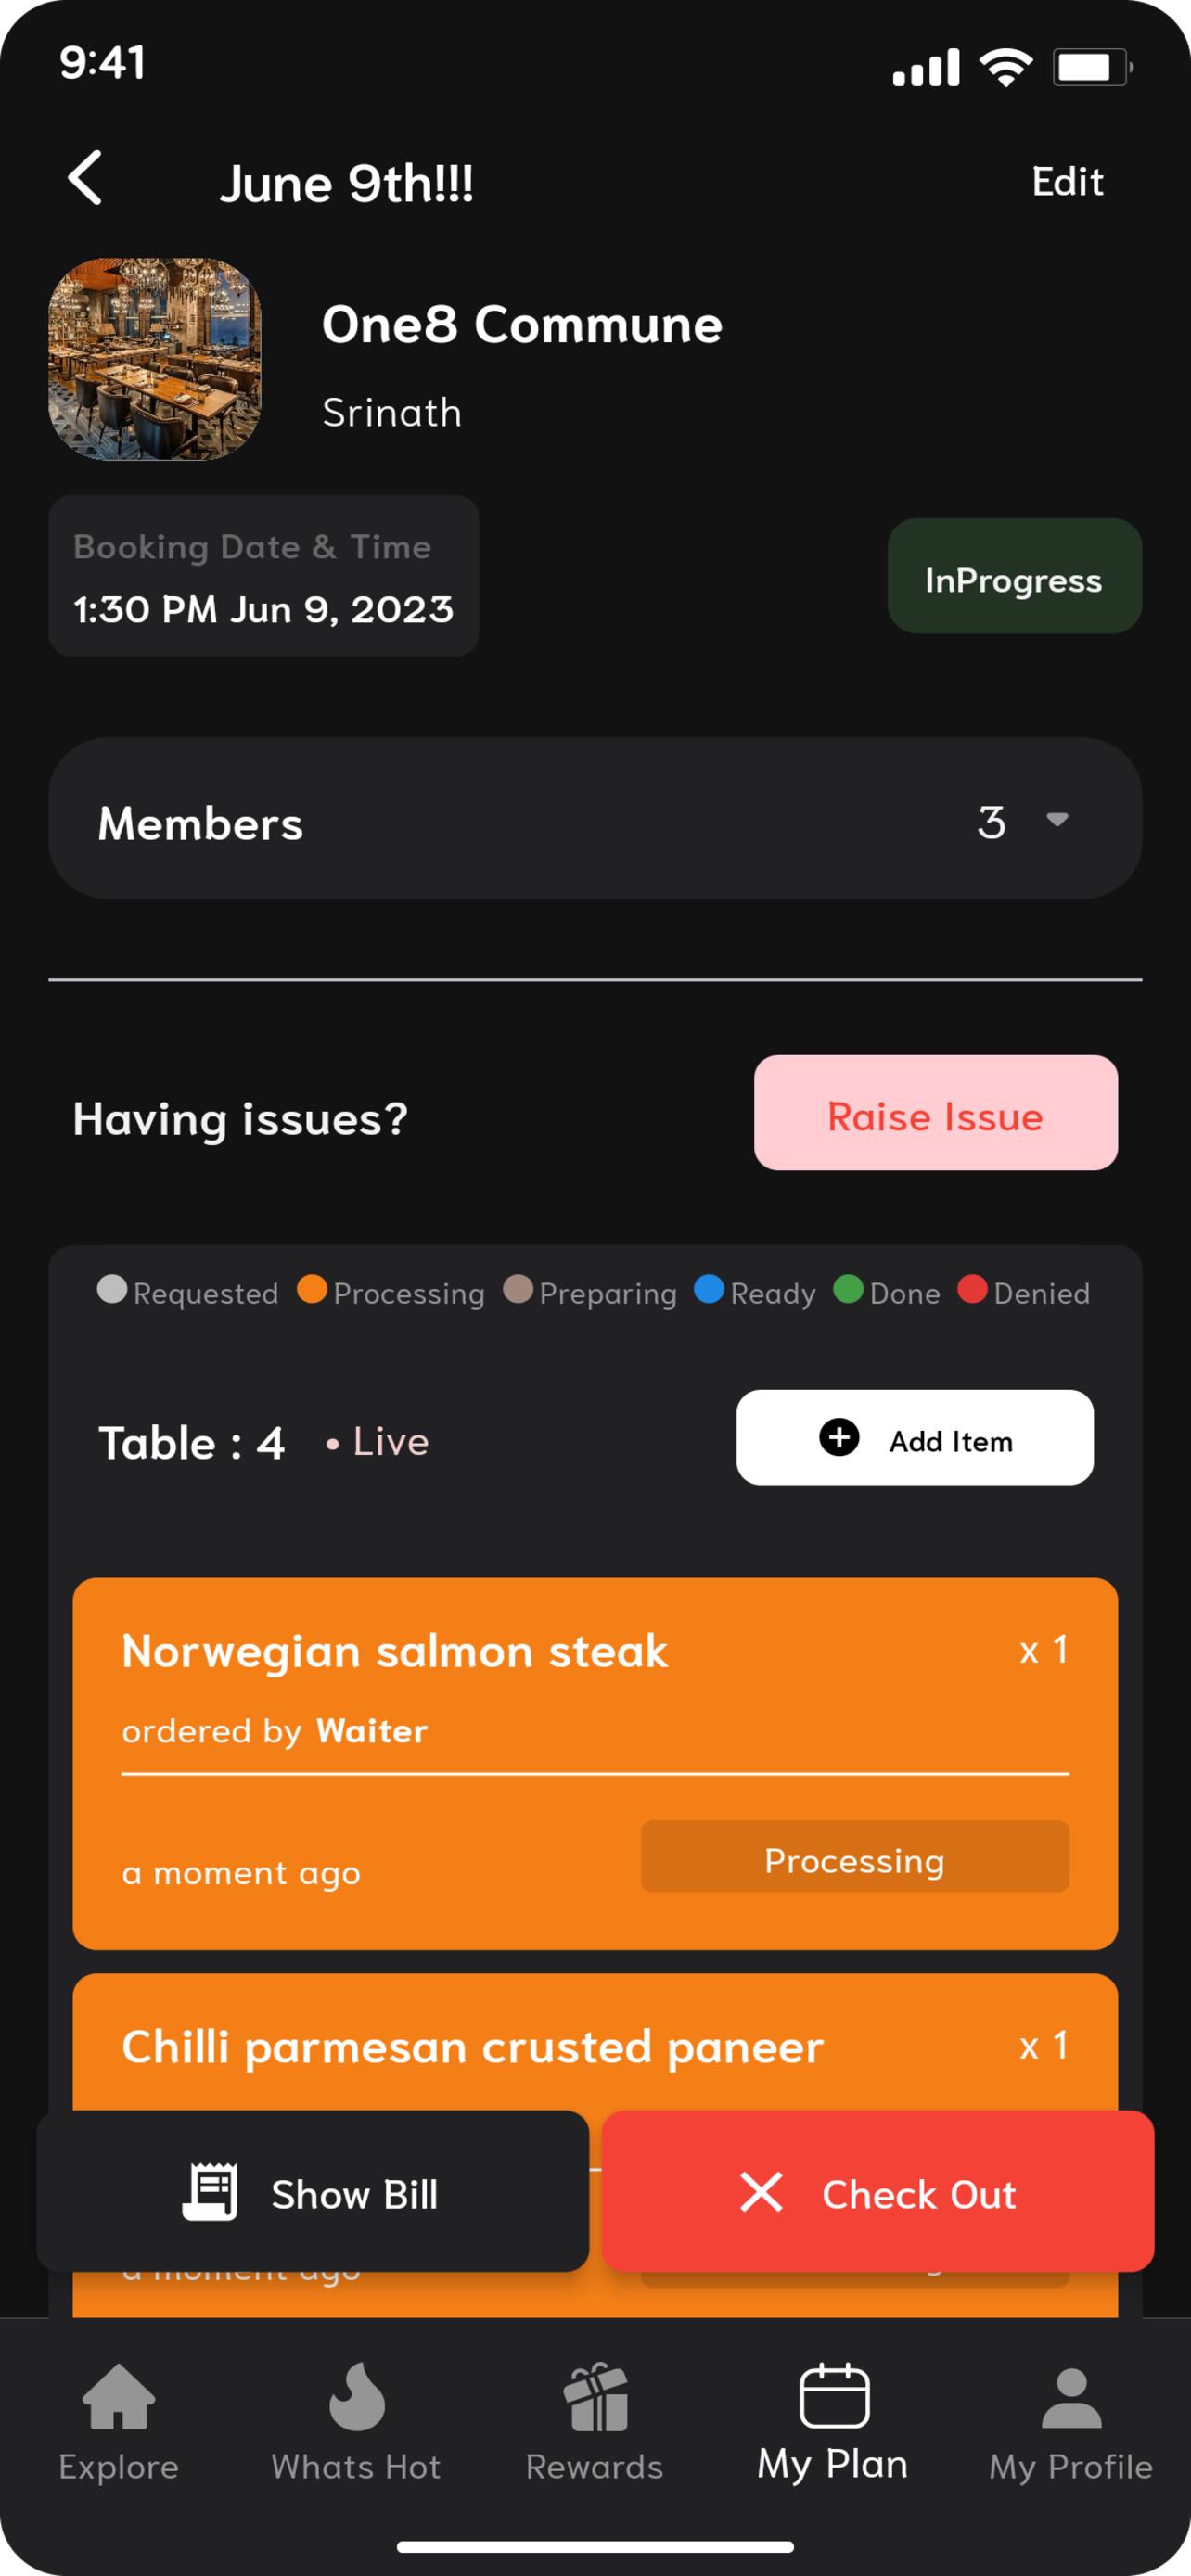 9:41
June 9th!!!
Edit
One8 Commune
Srinath
Booking Date & Time
1:30 PM Jun 9, 2023
InProgress
Members
3
Having issues?
Raise Issue
Requested Processing Preparing Ready Done Denied
Table : 4 • Live
Add Item
Norwegian salmon steak
x 1
ordered by Waiter
a moment ago
Processing
Chilli parmesan crusted paneer
x 1
Show Bill
Check Out
a moment ago
Explore
Whats Hot
Rewards
My Plan
My Profile